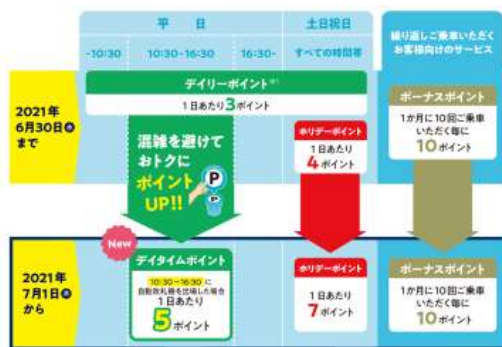 平 日
土日祝日
繰り返しご乗車いただく
お客様向けのサービス
-10:30
10:30-16:30
16:30-
すべての時間帯
2021年
6月30日㊌
まで
デイリーポイント※1
1日あたり3ポイント
混雑を避けて
おトクに
ポイント
UP!!
P
P
ホリデーポイント
1日あたり
4ポイント
ボーナスポイント
1か月に10回ご乗車
いただく毎に
10ポイント
New
2021年
7月1日㊍
から
デイタイムポイント
10:30-16:30に
自動改札機を出場した場合
1日あたり
5ポイント
ホリデーポイント
1日あたり
7ポイント
ボーナスポイント
1か月に10回ご乗車
いただく毎に
10ポイント